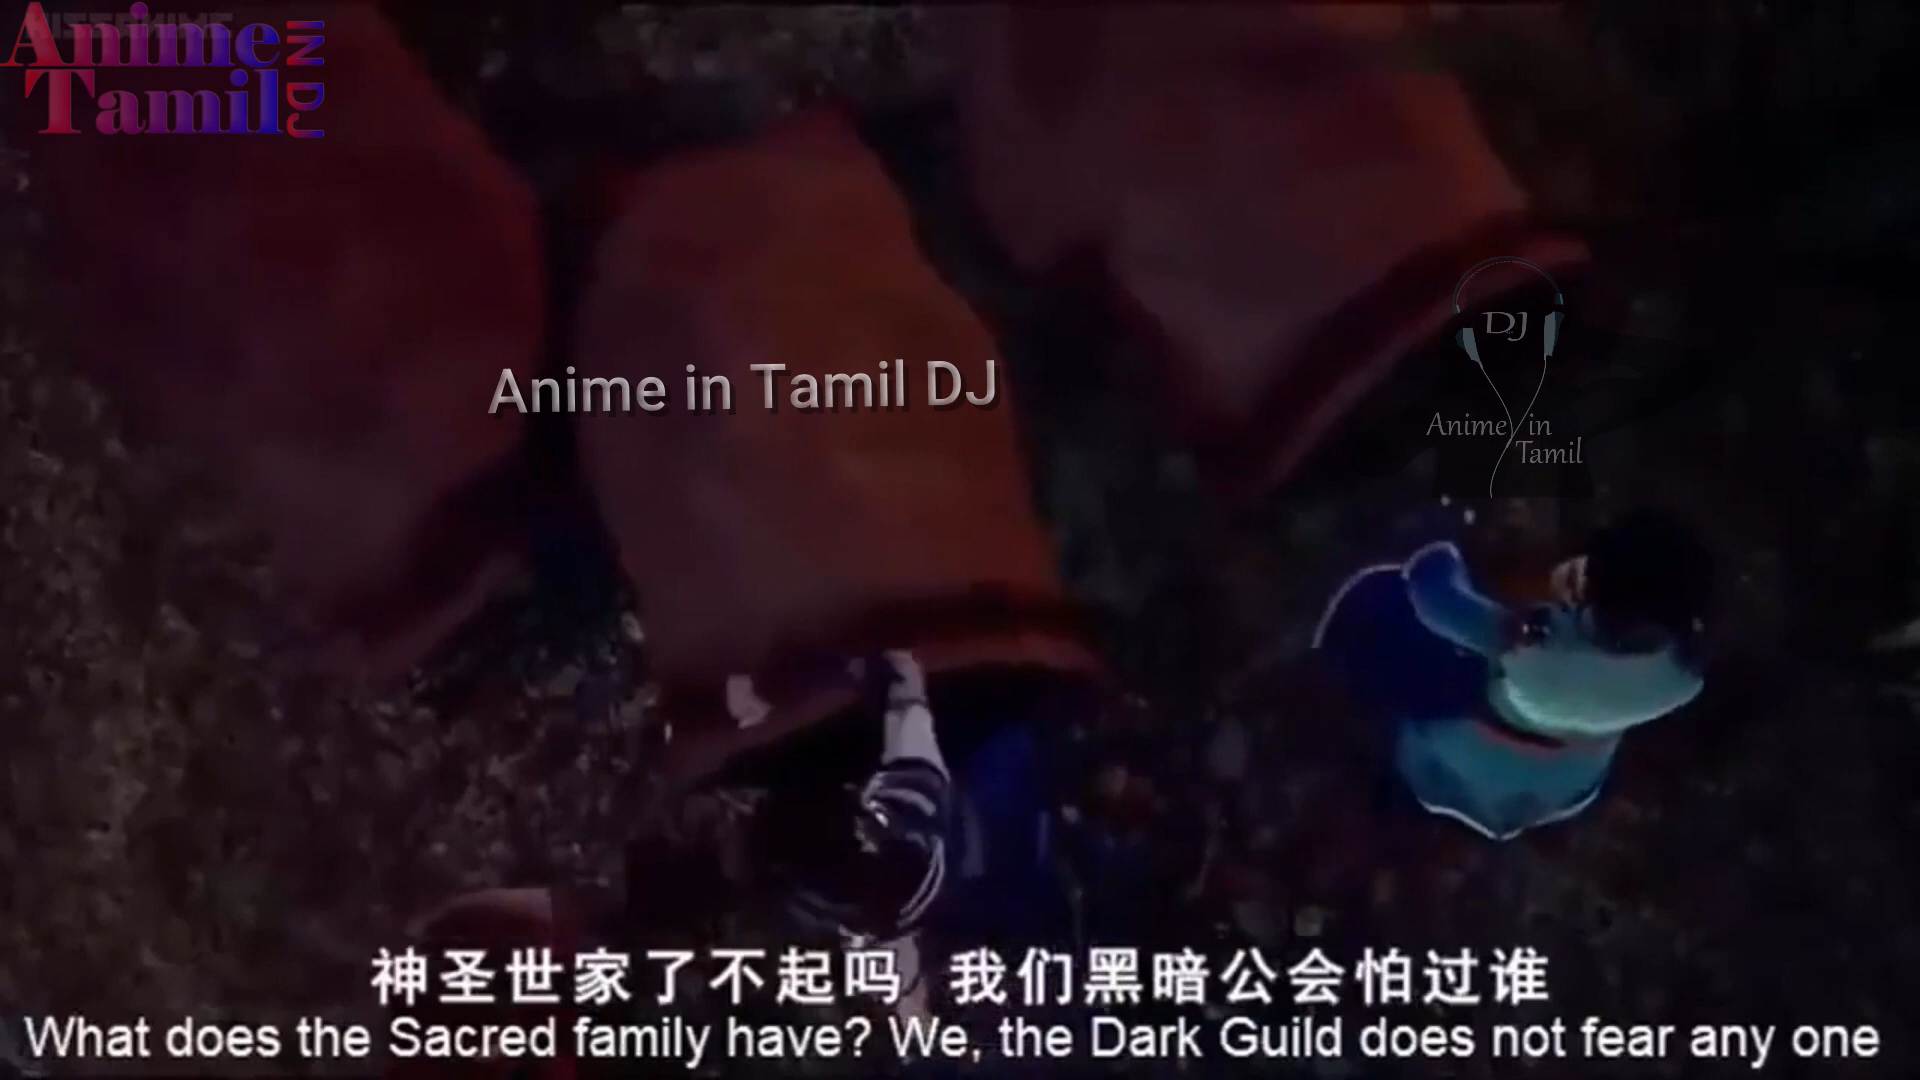 Anime
IN DJ
Tamil
Anime in Tamil DJ
DJ
Anime in
Tamil
神圣世家了不起吗 我们黑暗公会怕过谁
What does the Sacred family have? We, the Dark Guild does not fear any one